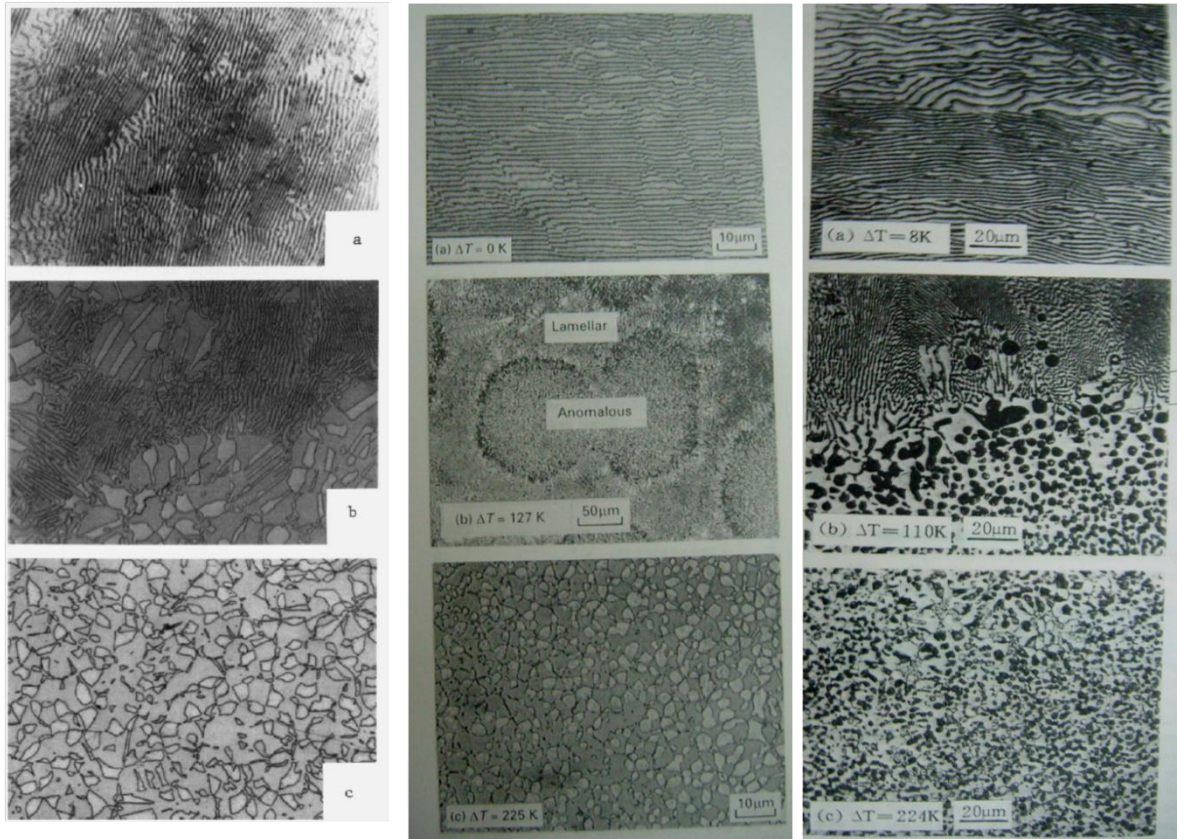 a
b
c
(a) ΔT = 0 K
10μm
Lamellar
Anomalous
(b) ΔT = 127 K
50μm
(c) ΔT = 225 K
10μm
(a) ΔT=8K
20μm
(b) ΔT=110K
20μm
(c) ΔT=224K
20μm